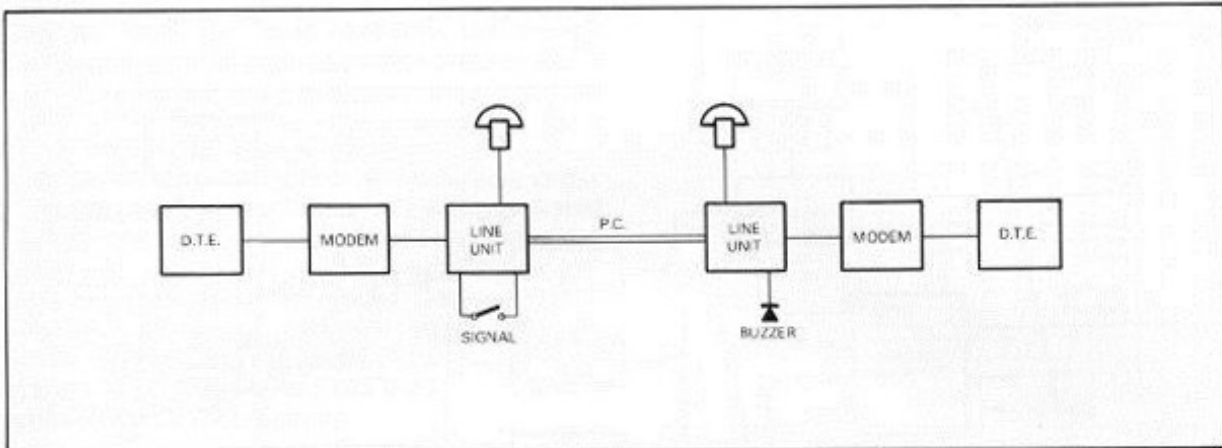 D.T.E.
MODEM
LINE
UNIT
P.C.
LINE
UNIT
MODEM
D.T.E.
SIGNAL
BUZZER